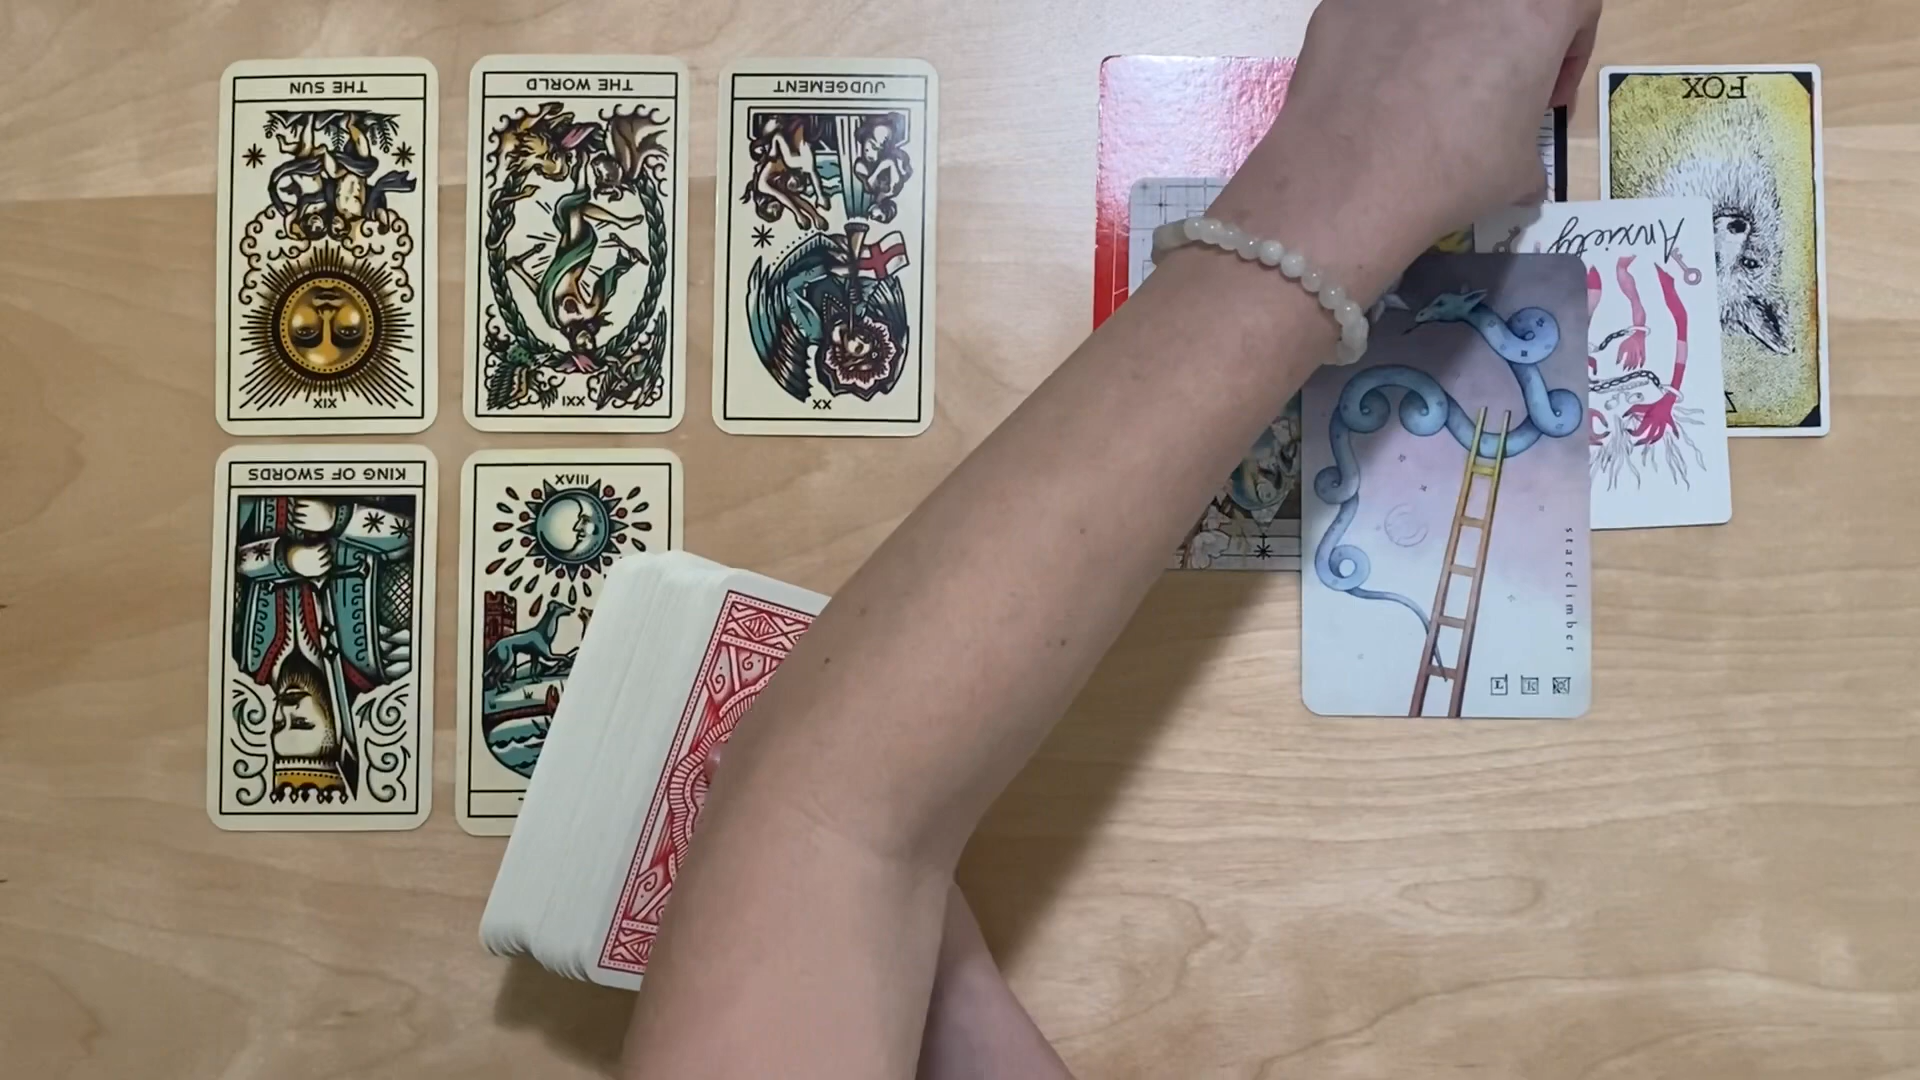 THE SUN
XIX
THE WORLD
XXI
JUDGEMENT
XX
KING OF SWORDS
XVIII
FOX
Anxiety
starclimber
L